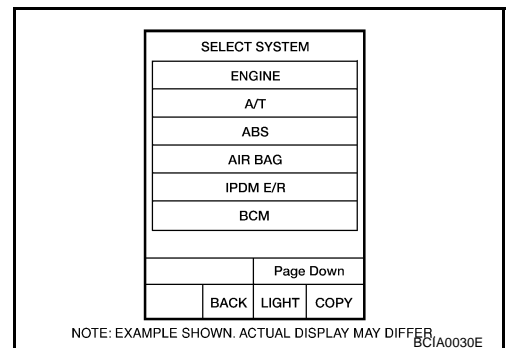 SELECT SYSTEM
ENGINE
A/T
ABS
AIR BAG
IPDM E/R
BCM
Page Down
BACK LIGHT COPY
NOTE: EXAMPLE SHOWN. ACTUAL DISPLAY MAY DIFFER.
BCIA0030E